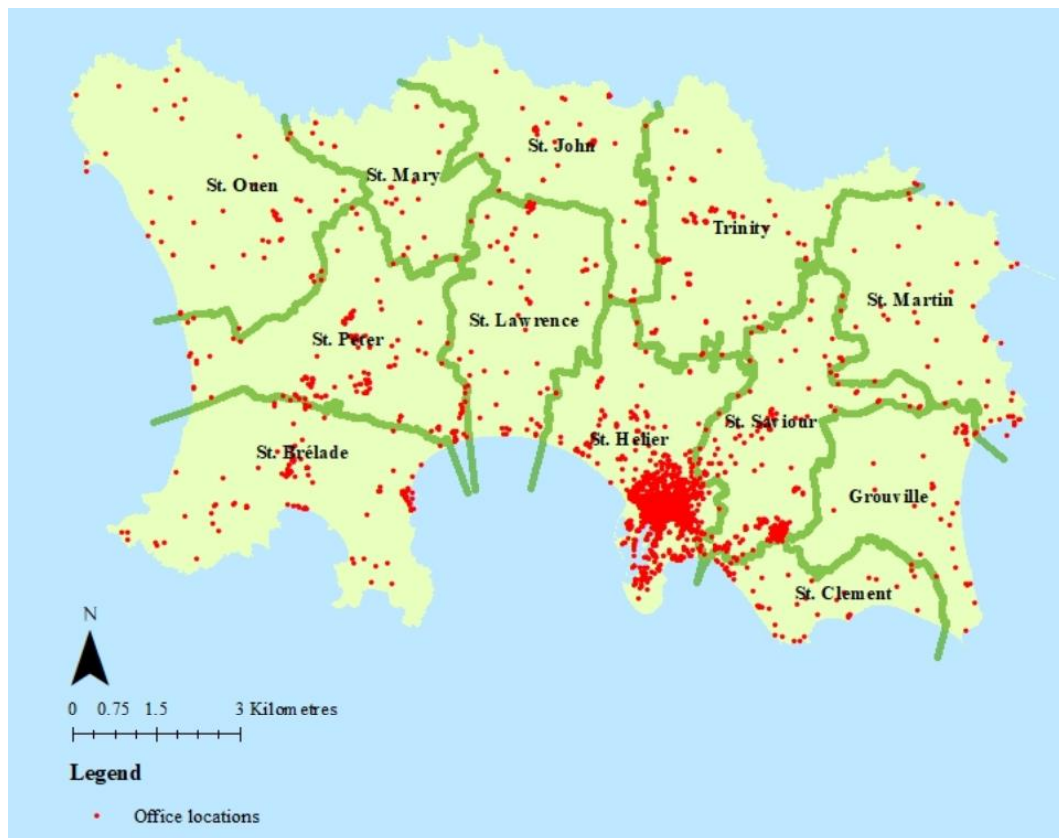 St. John
St. Mary
St. Ouen
Trinity
St. Martin
St. Lawrence
St. Peter
St. Saviour
St. Helier
St. Brélade
Grouville
St. Clement
N
0 0.75 1.5 3 Kilometres
Legend
Office locations